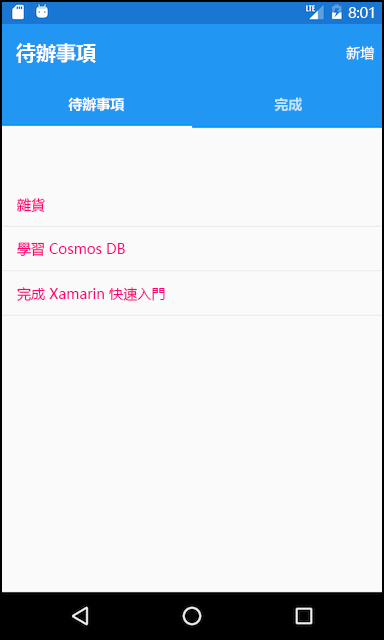 LTE 8:01
待辦事項 新增
待辦事項 完成
雜貨
學習 Cosmos DB
完成 Xamarin 快速入門